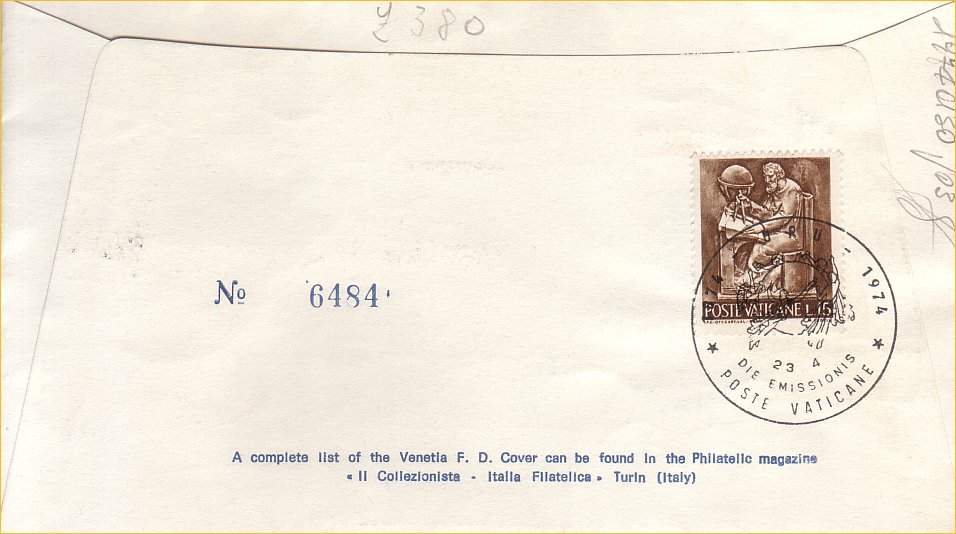 £ 380
No 6484
POSTE VATICANE L.15
1974
23 4
DIE EMISSIONIS
★ POSTE VATICANE ★
A complete list of the Venetia F. D. Cover can be found in the Philatelic magazine
« Il Collezionista - Italia Filatelica » Turin (Italy)